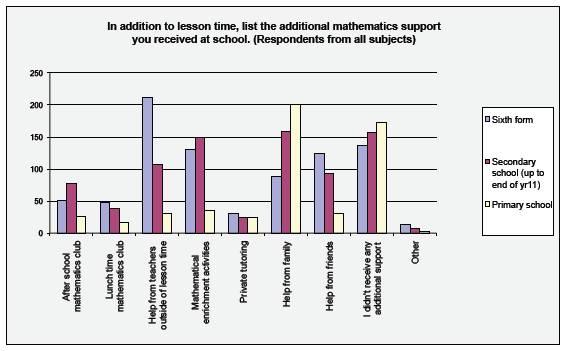 In addition to lesson time, list the additional mathematics support
you received at school. (Respondents from all subjects)
250
200
150
100
50
0
After school
mathematics club
Lunch time
mathematics club
Help from teachers
outside of lesson time
Mathematical
enrichment activities
Private tutoring
Help from family
Help from friends
I didn't receive any
additional support
Other
Sixth form
Secondary
school (up to
end of yr11)
Primary school